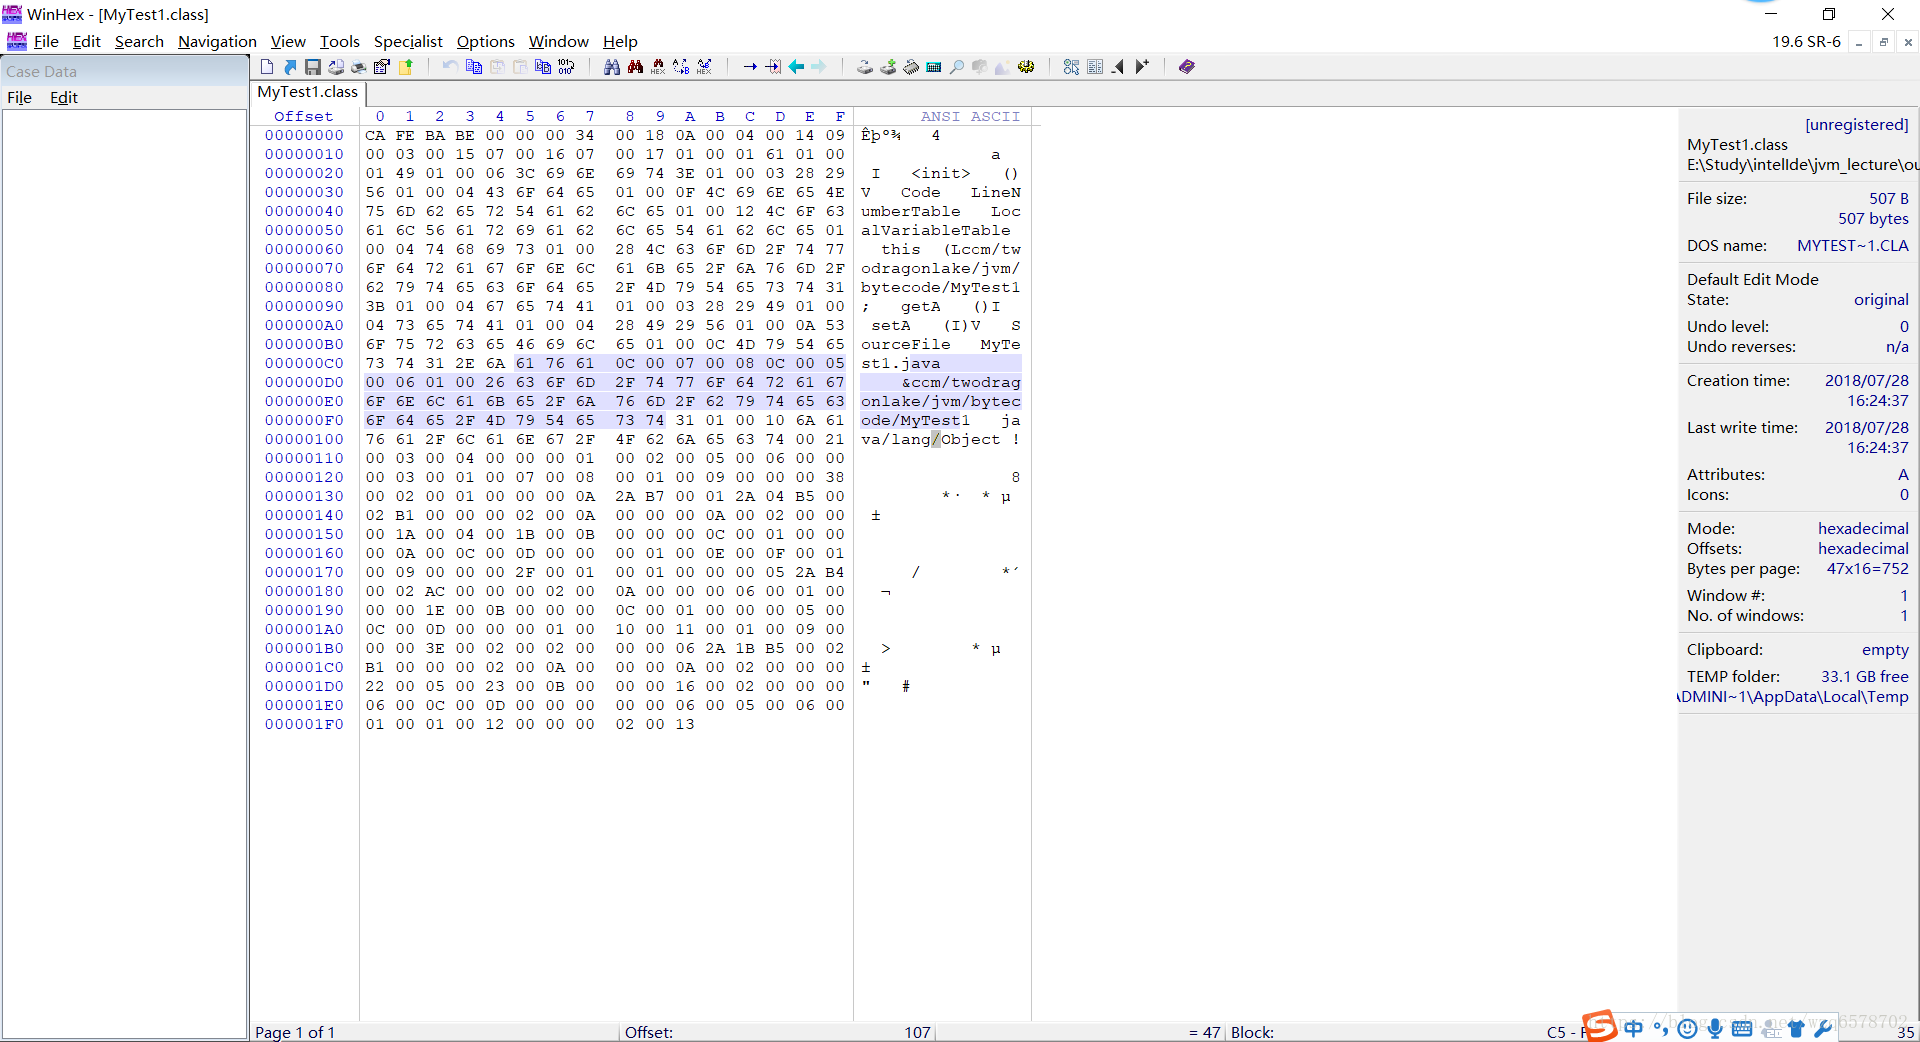 WinHex - [MyTest1.class]
File Edit Search Navigation View Tools Specialist Options Window Help
19.6 SR-6
Case Data
File Edit
MyTest1.class
Offset 0 1 2 3 4 5 6 7 8 9 A B C D E F ANSI ASCII
00000000 CA FE BA BE 00 00 00 34 00 18 0A 00 04 00 14 09 Êþº¾ 4
00000010 00 03 00 15 07 00 16 07 00 17 01 00 01 61 01 00 a
00000020 01 49 01 00 06 3C 69 6E 69 74 3E 01 00 03 28 29 I <init> ()
00000030 56 01 00 04 43 6F 64 65 01 00 0F 4C 69 6E 65 4E V Code LineN
00000040 75 6D 62 65 72 54 61 62 6C 65 01 00 12 4C 6F 63 umberTable Loc
00000050 61 6C 56 61 72 69 61 62 6C 65 54 61 62 6C 65 01 alVariableTable
00000060 00 04 74 68 69 73 01 00 28 4C 63 6F 6D 2F 74 77 this (Lcom/tw
00000070 6F 64 72 61 67 6F 6E 6C 61 6B 65 2F 6A 76 6D 2F odragonlake/jvm/
00000080 62 79 74 65 63 6F 64 65 2F 4D 79 54 65 73 74 31 bytecode/MyTest1
00000090 3B 01 00 04 67 65 74 41 01 00 03 28 29 49 01 00 ; getA ()I
000000A0 04 73 65 74 41 01 00 04 28 49 29 56 01 00 0A 53 setA (I)V S
000000B0 6F 75 72 63 65 46 69 6C 65 01 00 0C 4D 79 54 65 ourceFile MyTe
000000C0 73 74 31 2E 6A 61 76 61 0C 00 07 00 08 0C 00 05 st1.java
000000D0 00 06 01 00 26 63 6F 6D 2F 74 77 6F 64 72 61 67 &com/twodrag
000000E0 6F 6E 6C 61 6B 65 2F 6A 76 6D 2F 62 79 74 65 63 onlake/jvm/bytec
000000F0 6F 64 65 2F 4D 79 54 65 73 74 31 01 00 10 6A 61 ode/MyTest1 ja
00000100 76 61 2F 6C 61 6E 67 2F 4F 62 6A 65 63 74 00 21 va/lang/Object !
00000110 00 03 00 04 00 00 00 01 00 02 00 05 00 06 00 00
00000120 00 03 00 01 00 07 00 08 00 01 00 09 00 00 00 38 8
00000130 00 02 00 01 00 00 00 0A 2A B7 00 01 2A 04 B5 00 *· * µ
00000140 02 B1 00 00 00 02 00 0A 00 00 00 0A 00 02 00 00 ±
00000150 00 1A 00 04 00 1B 00 0B 00 00 00 0C 00 01 00 00
00000160 00 0A 00 0C 00 0D 00 00 00 01 00 0E 00 0F 00 01
00000170 00 09 00 00 00 2F 00 01 00 01 00 00 00 05 2A B4 / *´
00000180 00 02 AC 00 00 00 02 00 0A 00 00 00 06 00 01 00 ¬
00000190 00 00 1E 00 0B 00 00 00 0C 00 01 00 00 00 05 00
000001A0 0C 00 0D 00 00 00 01 00 10 00 11 00 01 00 09 00
000001B0 00 00 3E 00 02 00 02 00 00 00 06 2A 1B B5 00 02 > * µ
000001C0 B1 00 00 00 02 00 0A 00 00 00 0A 00 02 00 00 00 ±
000001D0 22 00 05 00 23 00 0B 00 00 00 16 00 02 00 00 00 " #
000001E0 06 00 0C 00 0D 00 00 00 00 00 06 00 05 00 06 00
000001F0 01 00 01 00 12 00 00 00 02 00 13
[unregistered]
MyTest1.class
E:\Study\intellIde\jvm_lecture\ou
File size: 507 B
507 bytes
DOS name: MYTEST~1.CLA
Default Edit Mode
State: original
Undo level: 0
Undo reverses: n/a
Creation time: 2018/07/28
16:24:37
Last write time: 2018/07/28
16:24:37
Attributes: A
Icons: 0
Mode: hexadecimal
Offsets: hexadecimal
Bytes per page: 47x16=752
Window #: 1
No. of windows: 1
Clipboard: empty
TEMP folder: 33.1 GB free
ADMINI~1\AppData\Local\Temp
Page 1 of 1 Offset: 107 = 47 Block: C5 - F 35
中